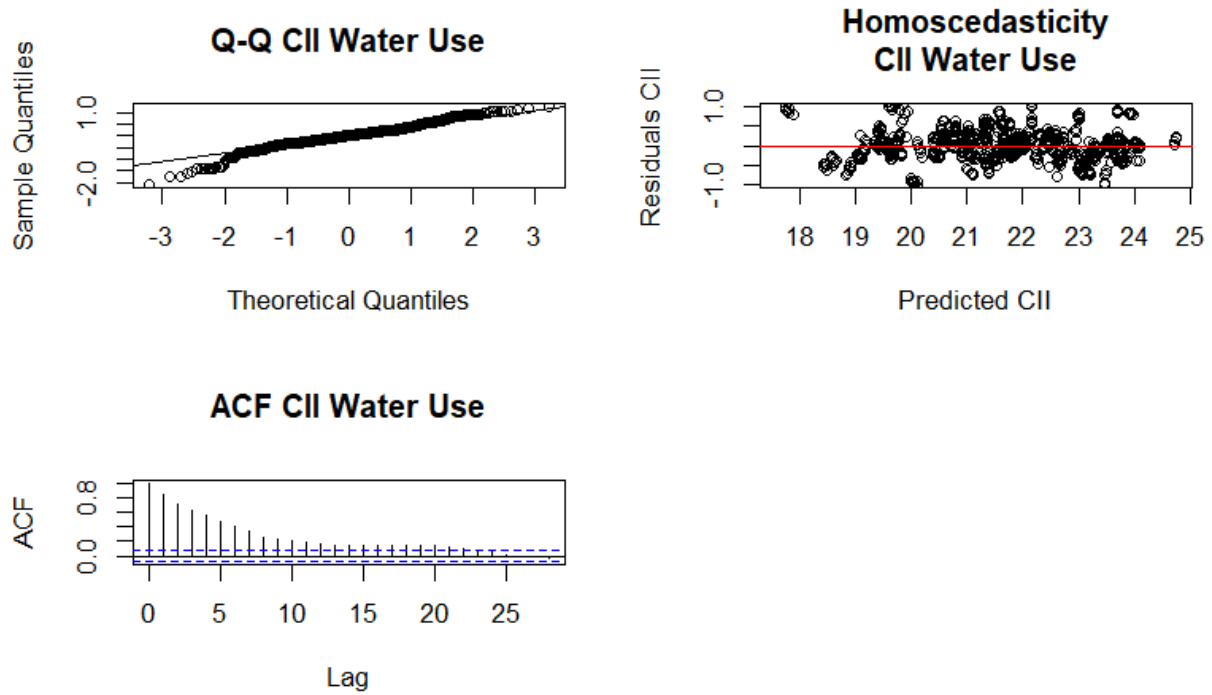 Q-Q CII Water Use
Sample Quantiles
1.0
-2.0
-3 -2 -1 0 1 2 3
Theoretical Quantiles
Homoscedasticity
CII Water Use
Residuals CII
1.0
-1.0
18 19 20 21 22 23 24 25
Predicted CII
ACF CII Water Use
ACF
0.8
0.0
0 5 10 15 20 25
Lag